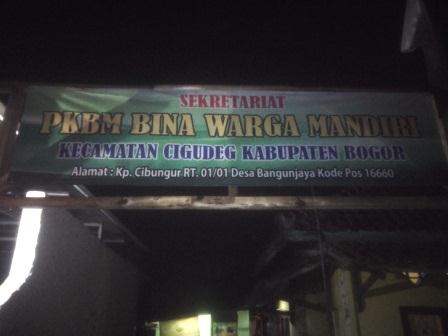 SEKRETARIAT
PKBM BINA WARGA MANDIRI
KECAMATAN CIGUDEG KABUPATEN BOGOR
Alamat : Kp. Cibungur RT. 01/01 Desa Bangunjaya Kode Pos 16660